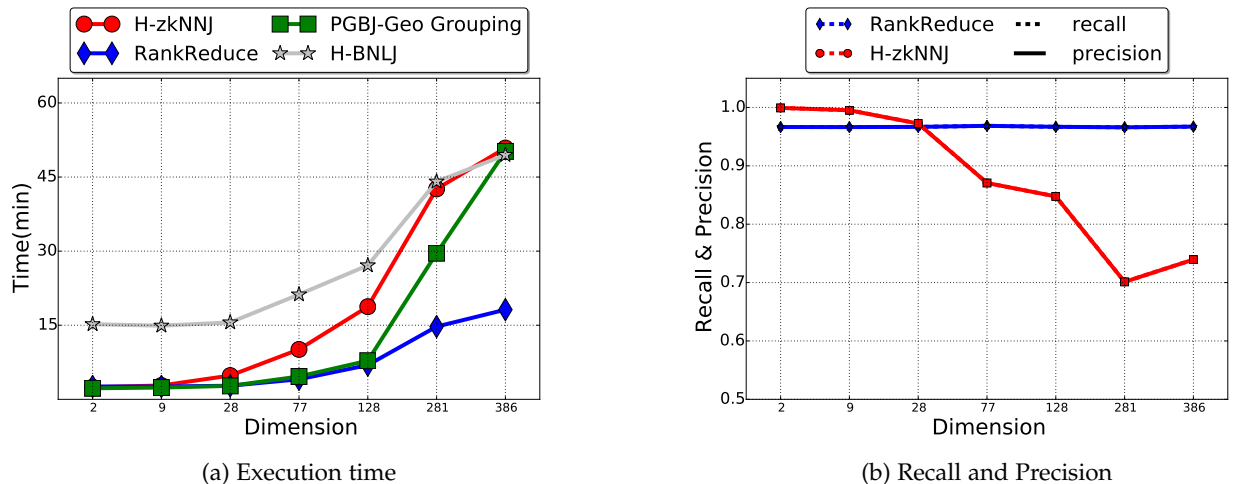 H-zkNNJ
PGBJ-Geo Grouping
RankReduce
H-BNLJ
60
45
30
15
Time(min)
2 9 28 77 128 281 386
Dimension
(a) Execution time
RankReduce
recall
H-zkNNJ
precision
1.0
0.9
0.8
0.7
0.6
0.5
Recall & Precision
2 9 28 77 128 281 386
Dimension
(b) Recall and Precision